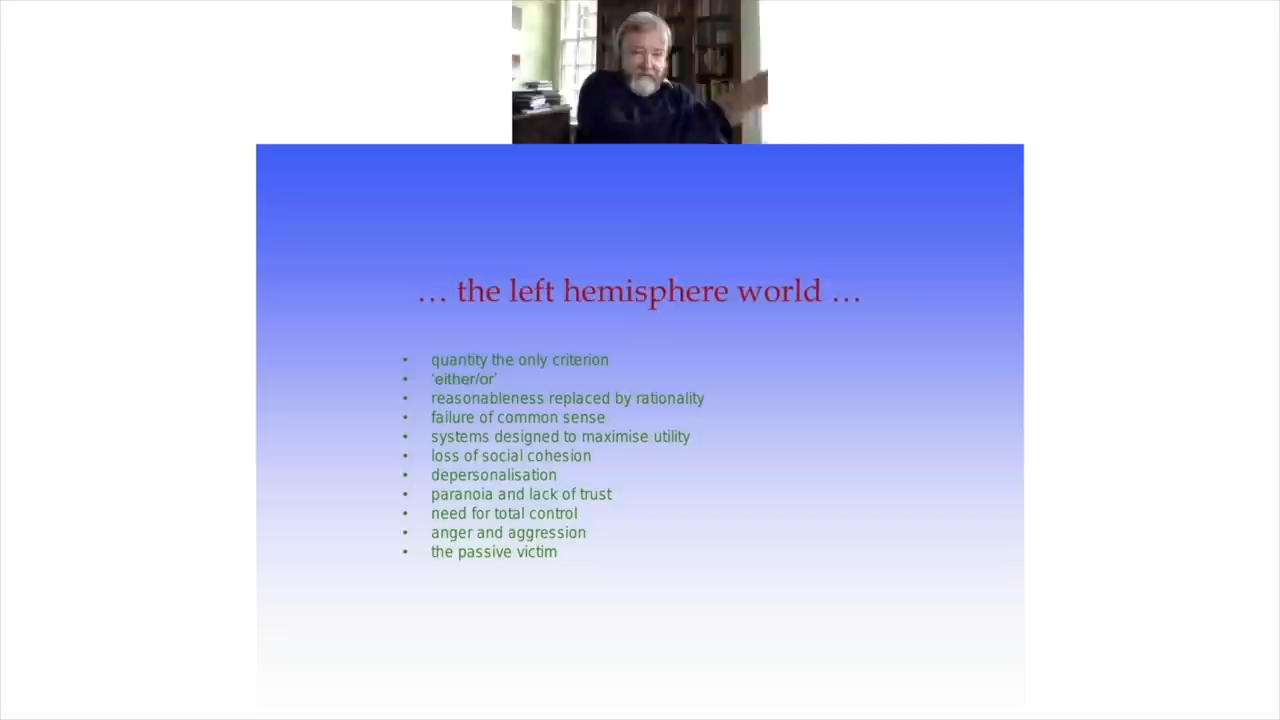 … the left hemisphere world …
• quantity the only criterion
• ‘either/or’
• reasonableness replaced by rationality
• failure of common sense
• systems designed to maximise utility
• loss of social cohesion
• depersonalisation
• paranoia and lack of trust
• need for total control
• anger and aggression
• the passive victim